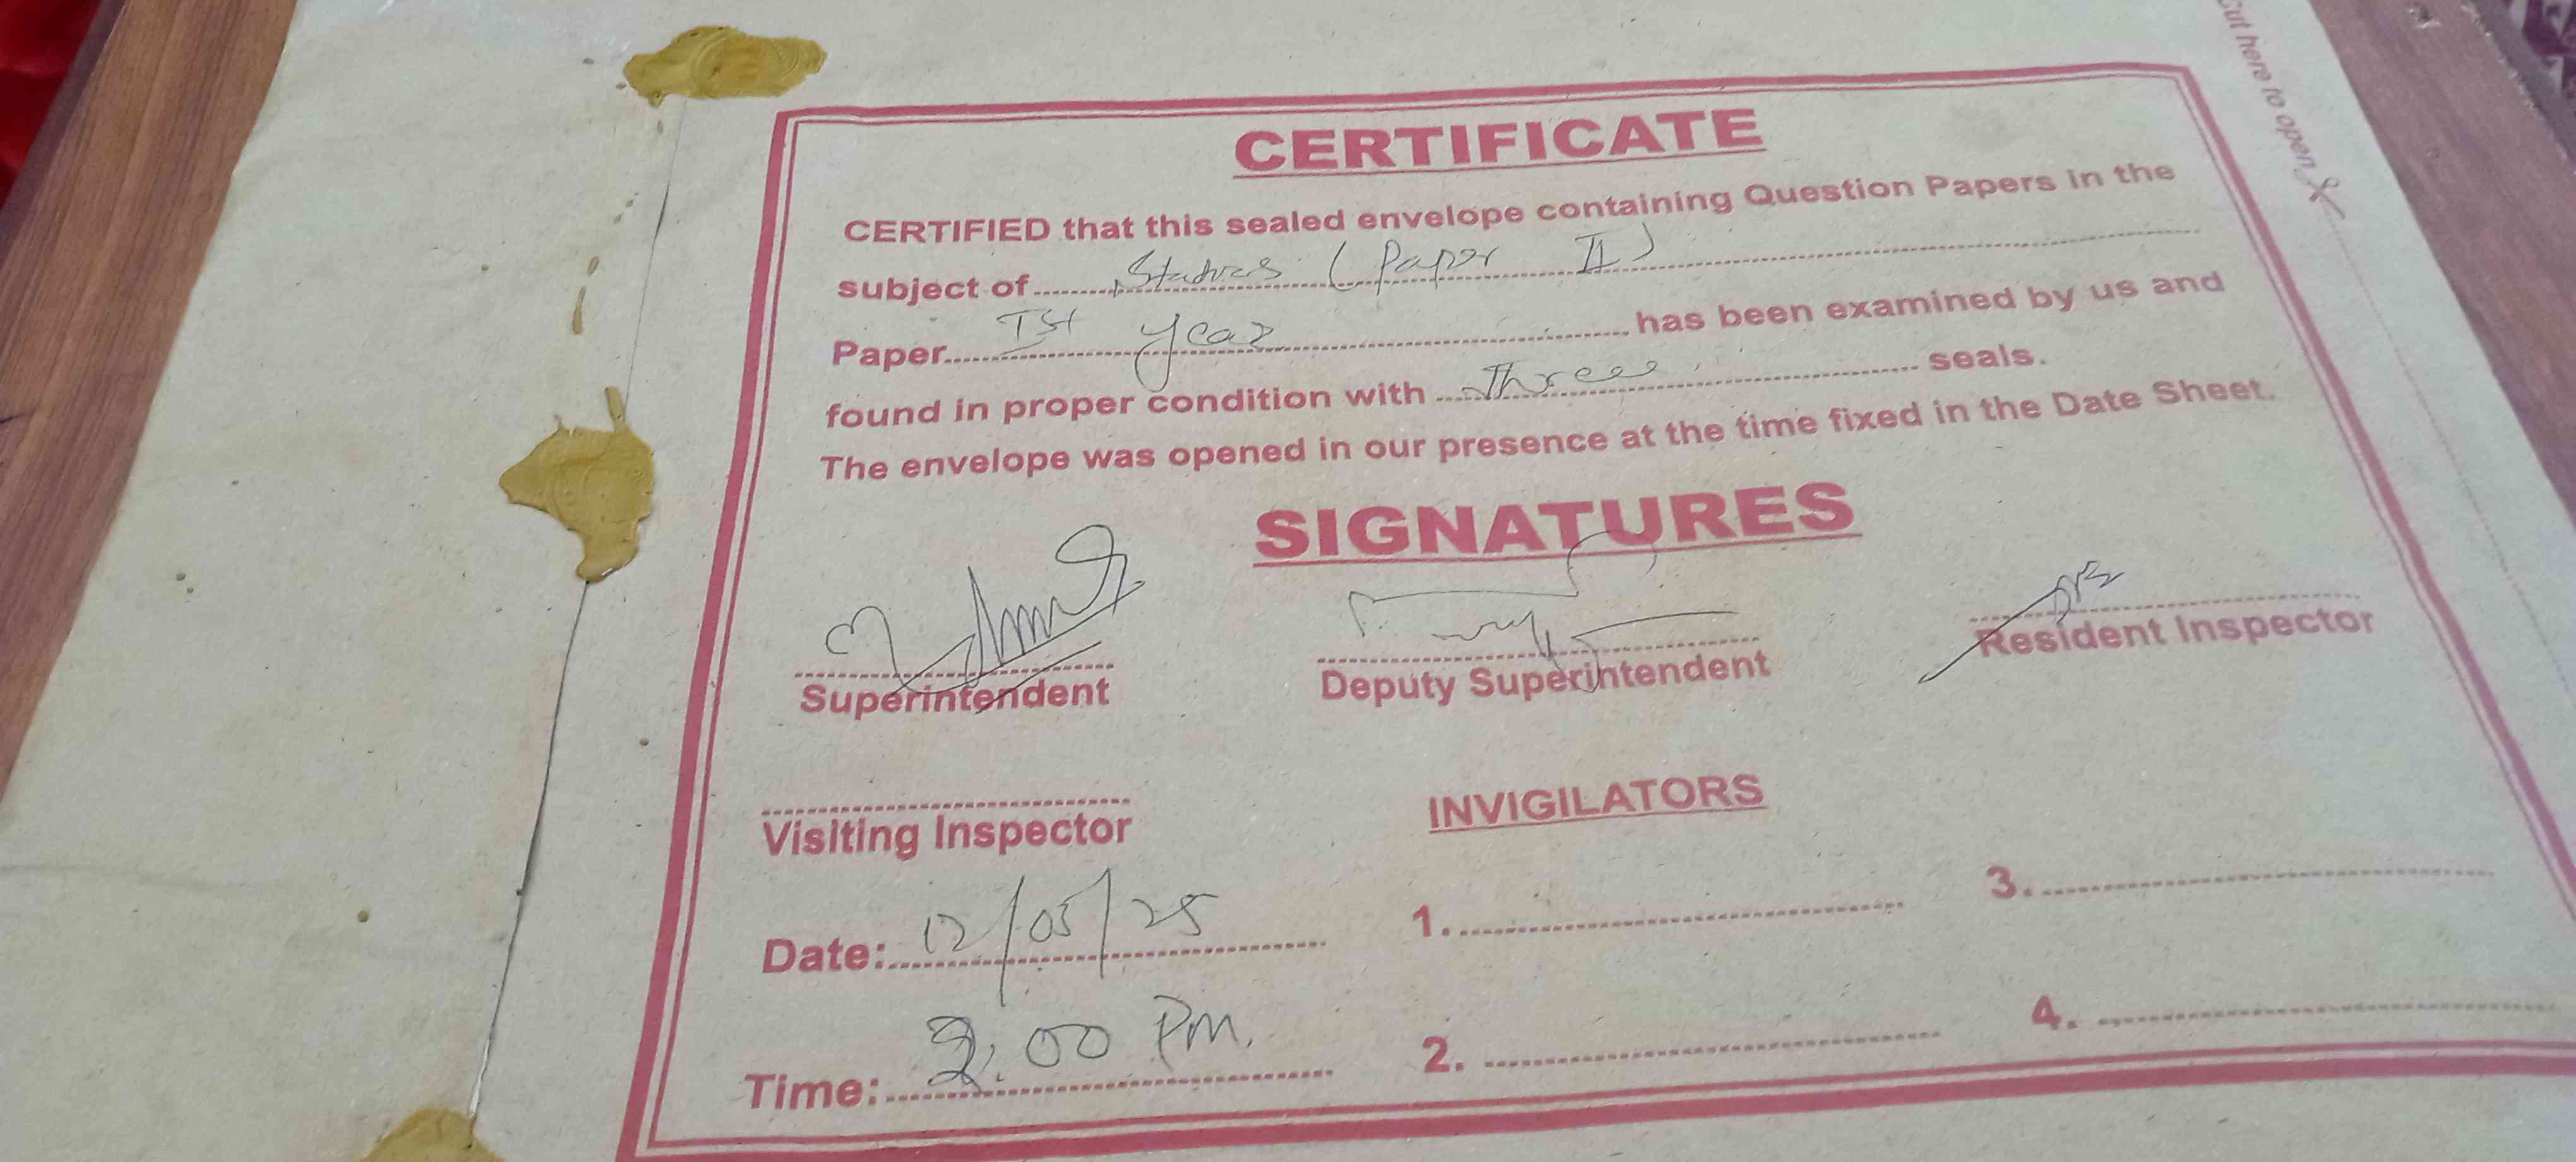 Cut here to open
CERTIFICATE
CERTIFIED that this sealed envelope containing Question Papers in the
subject of (Paper II)
Paper Ist year has been examined by us and
found in proper condition with Three seals.
The envelope was opened in our presence at the time fixed in the Date Sheet.
SIGNATURES
Superintendent Deputy Superintendent Resident Inspector
Visiting Inspector INVIGILATORS
Date: 12/05/25 1. 3.
Time: 2:00 Pm. 2. 4.